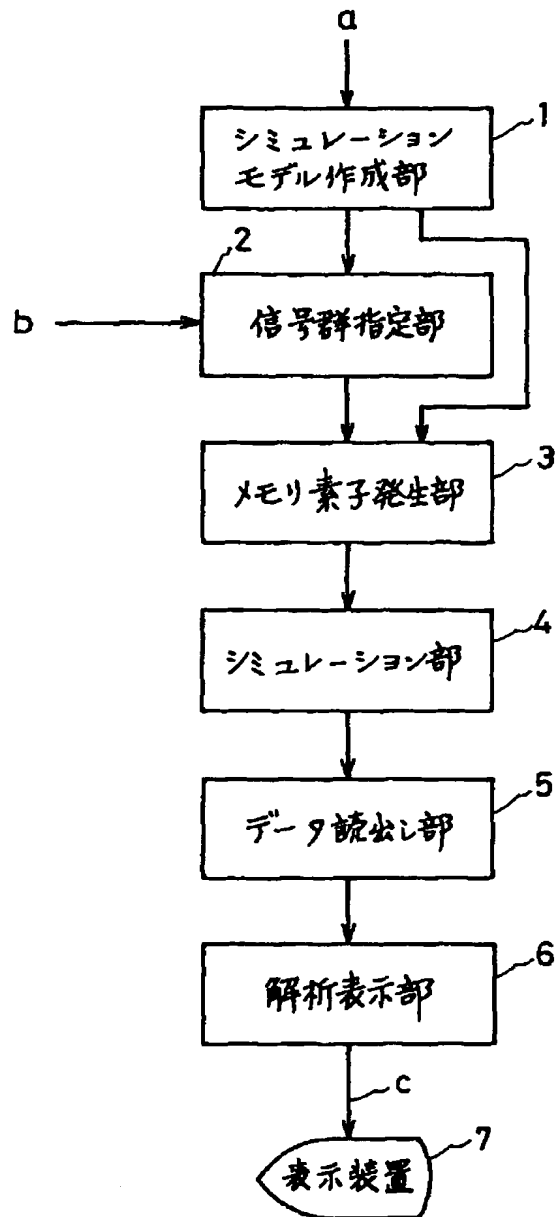 a
1
シミュレーション
モデル作成部
2
b
信号群指定部
3
メモリ素子発生部
4
シミュレーション部
5
データ読出し部
6
解析表示部
c
7
表示装置